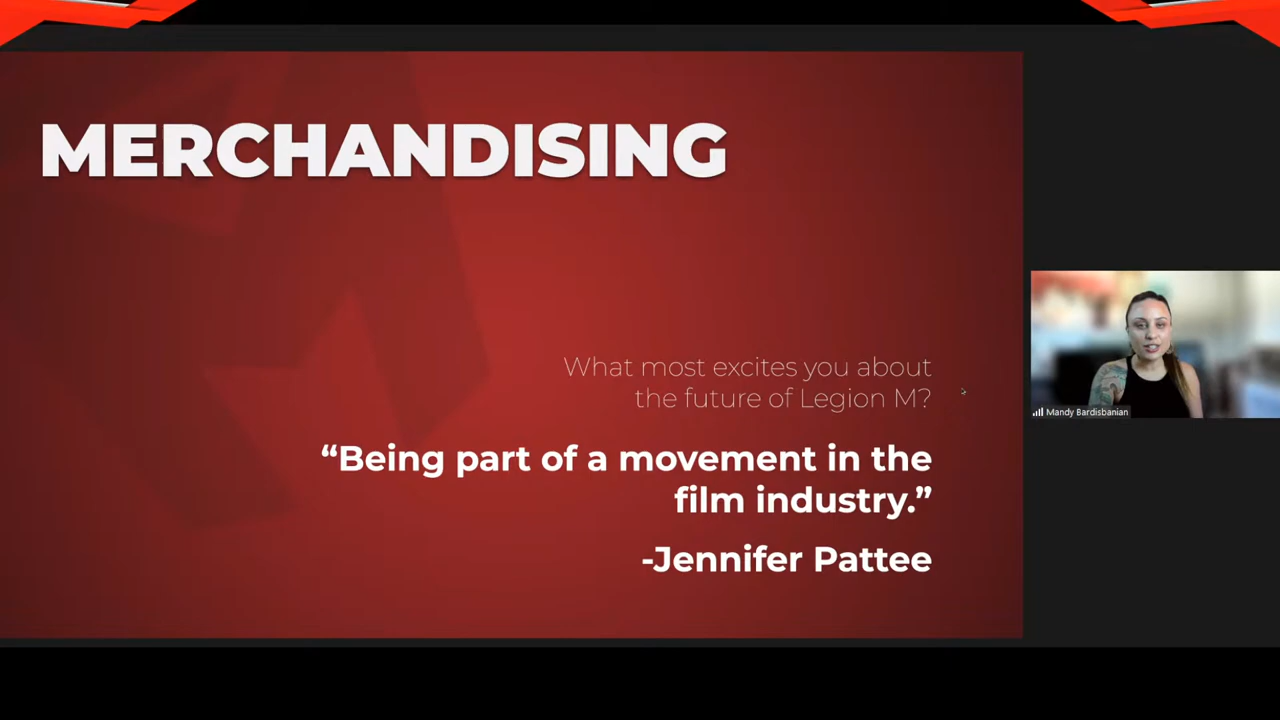 MERCHANDISING
What most excites you about
the future of Legion M?
“Being part of a movement in the
film industry.”
-Jennifer Pattee
Mandy Bardisbanian